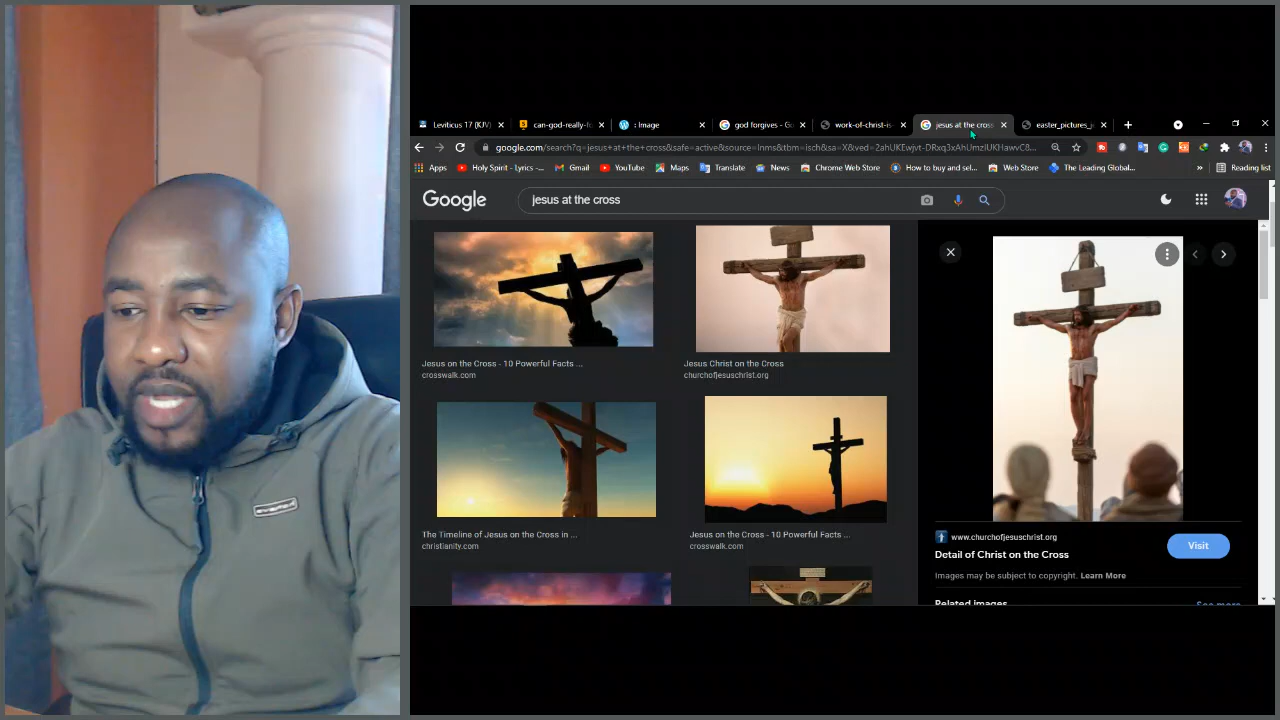 Leviticus 17 (KJV)
can-god-really-f
: Image
god forgives - Go
work-of-christ-is-
jesus at the cross
easter_pictures_j
google.com/search?q=jesus+at+the+cross&safe=active&source=lnms&tbm=isch&sa=X&ved=2ahUKEwjvt-DRxq3xAhUmzIUKHawvC8...
Apps
Holy Spirit - Lyrics -...
Gmail
YouTube
Maps
Translate
News
Chrome Web Store
How to buy and sel...
Web Store
The Leading Global...
»
Reading list
Google
jesus at the cross
Jesus on the Cross - 10 Powerful Facts ...
crosswalk.com
Jesus Christ on the Cross
churchofjesuschrist.org
The Timeline of Jesus on the Cross in ...
christianity.com
Jesus on the Cross - 10 Powerful Facts ...
crosswalk.com
www.churchofjesuschrist.org
Detail of Christ on the Cross
Visit
Images may be subject to copyright. Learn More
Related images
See more